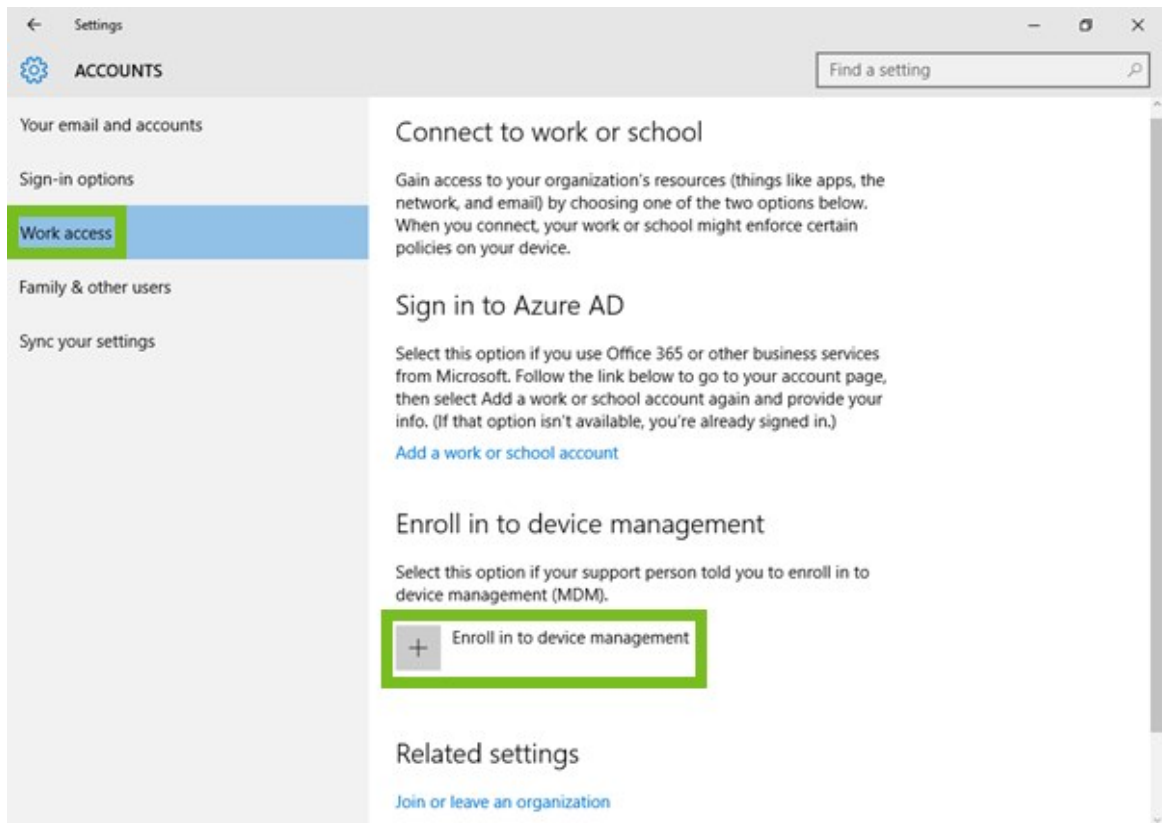 Settings
ACCOUNTS
Find a setting
Your email and accounts
Sign-in options
Work access
Family & other users
Sync your settings
Connect to work or school
Gain access to your organization's resources (things like apps, the
network, and email) by choosing one of the two options below.
When you connect, your work or school might enforce certain
policies on your device.
Sign in to Azure AD
Select this option if you use Office 365 or other business services
from Microsoft. Follow the link below to go to your account page,
then select Add a work or school account again and provide your
info. (If that option isn't available, you're already signed in.)
Add a work or school account
Enroll in to device management
Select this option if your support person told you to enroll in to
device management (MDM).
Enroll in to device management
Related settings
Join or leave an organization